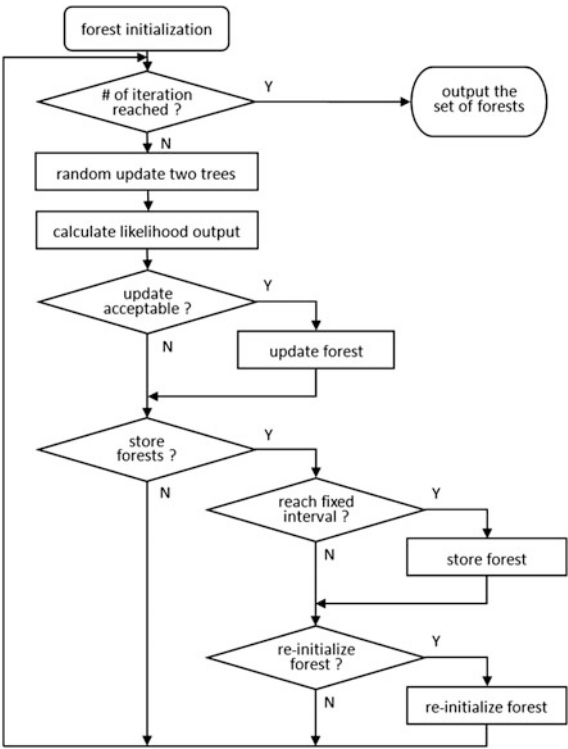 forest initialization
# of iteration
reached ?
Y
output the
set of forests
N
random update two trees
calculate likelihood output
update
acceptable ?
Y
N
update forest
store
forests ?
Y
N
reach fixed
interval ?
Y
N
store forest
re-initialize
forest ?
Y
N
re-initialize forest